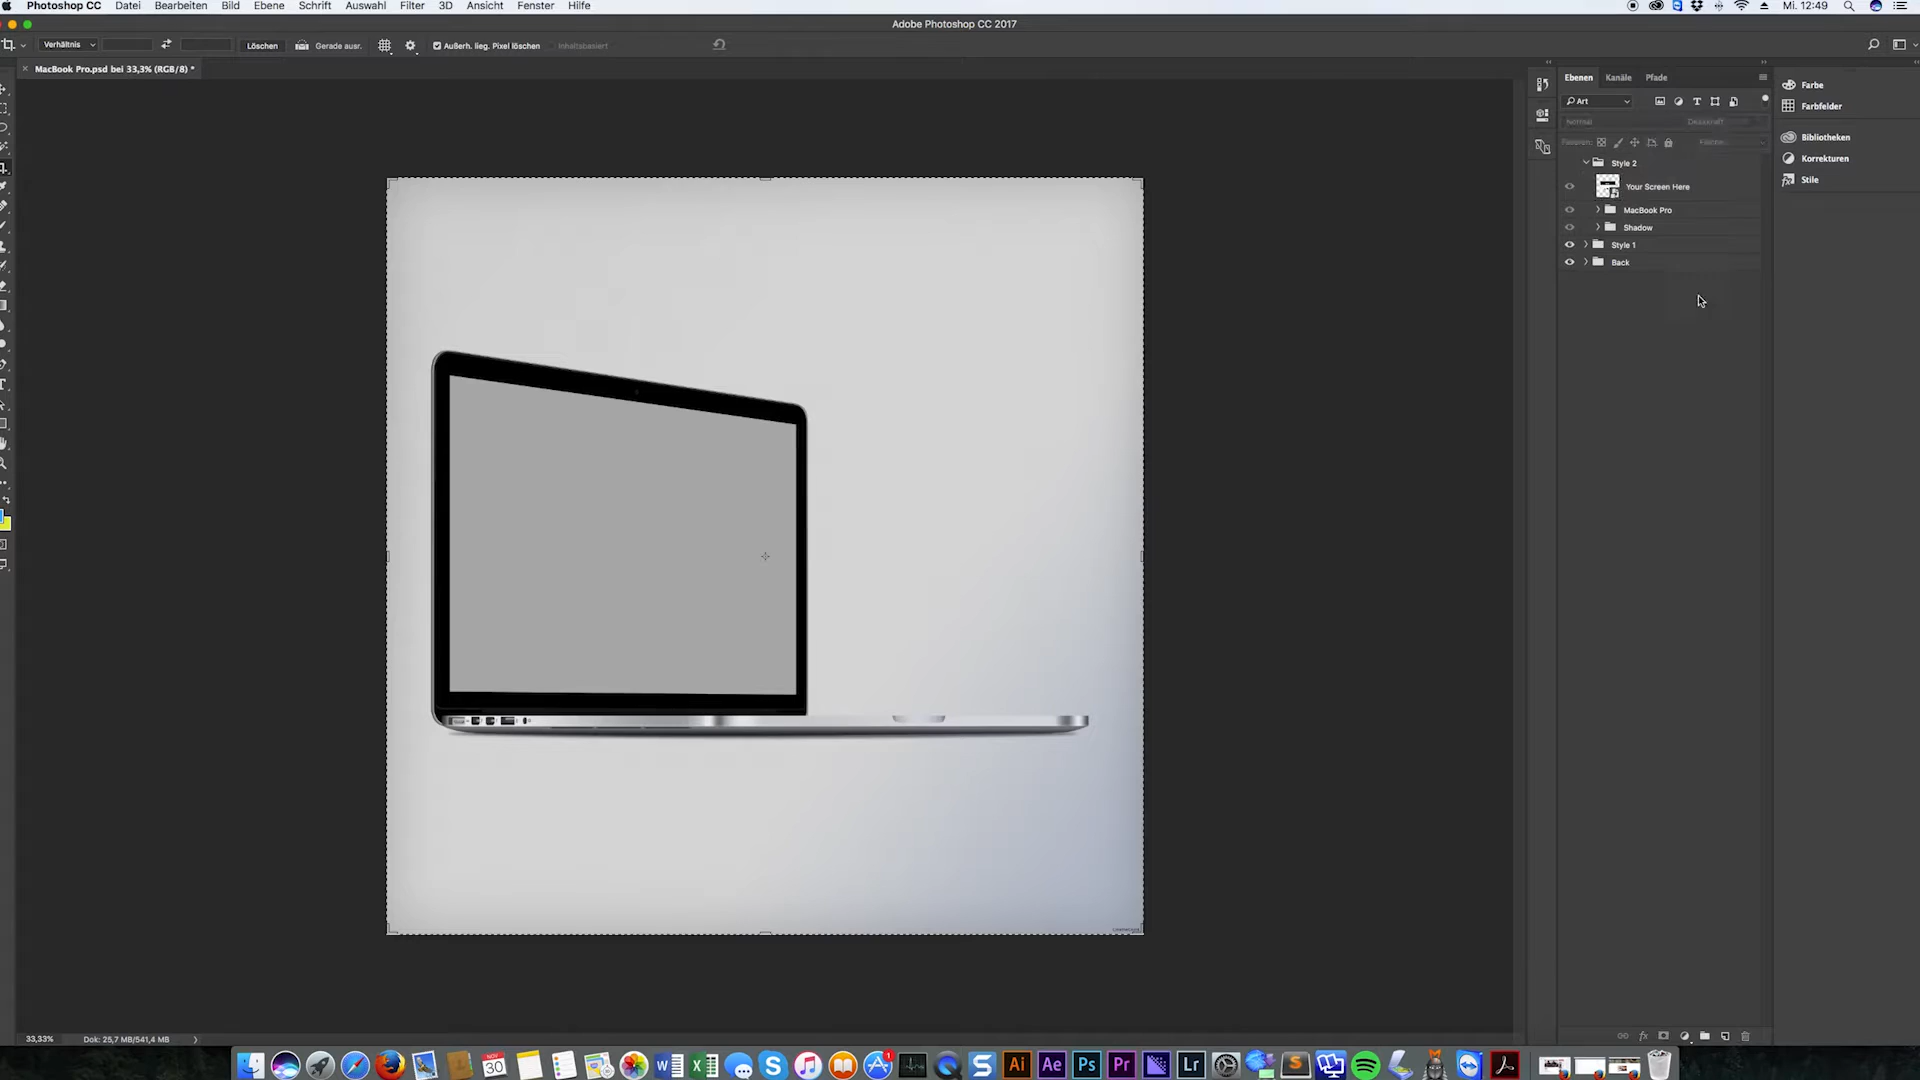 Photoshop CC Datei Bearbeiten Bild Ebene Schrift Auswahl Filter 3D Ansicht Fenster Hilfe Mi. 12:49
Adobe Photoshop CC 2017
Verhältnis Löschen Gerade ausr. Außerh. lieg. Pixel löschen Inhaltsbasiert
MacBook Pro.psd bei 33,3% (RGB/8) *
Ebenen Kanäle Pfade
Art
Normal Deckkraft:
Fixieren: Fläche:
Style 2
Your Screen Here
MacBook Pro
Shadow
Style 1
Back
Farbe
Farbfelder
Bibliotheken
Korrekturen
Stile
33,33% Dok: 25,7 MB/541,4 MB
NOV
30
1
Ai Ae Ps Pr Lr